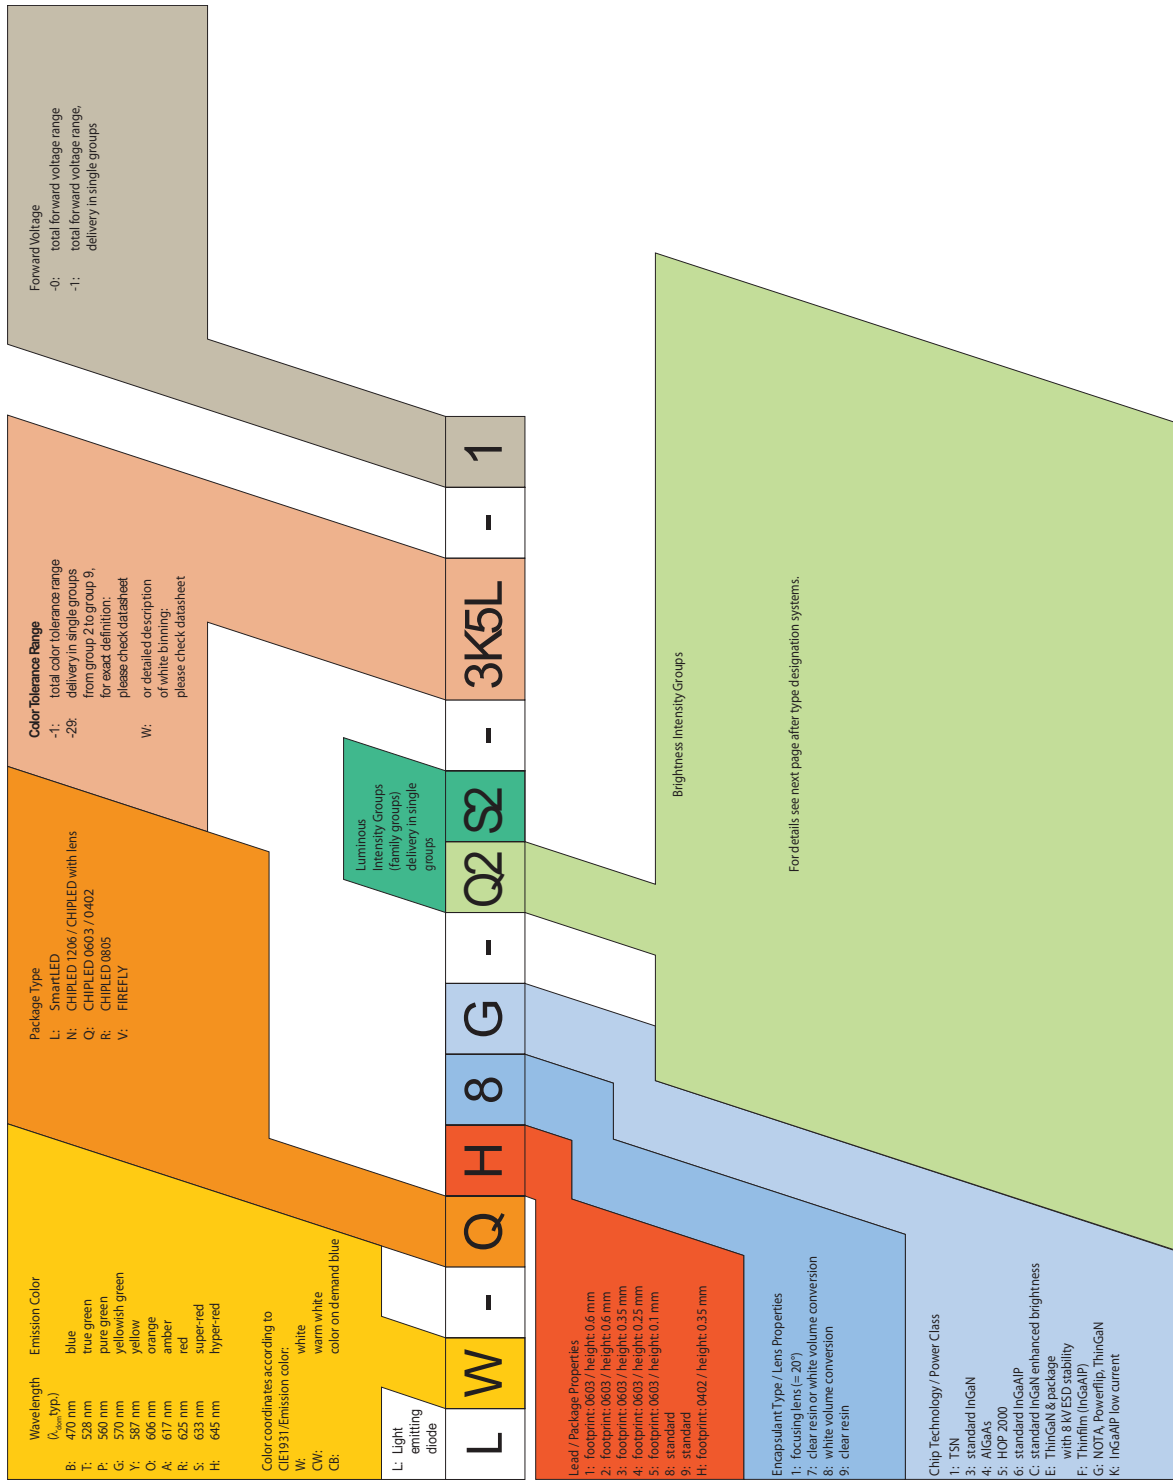 Wavelength Emission Color
(λdom typ.)
B: 470 nm blue
T: 528 nm true green
P: 560 nm pure green
G: 570 nm yellowish green
Y: 587 nm yellow
O: 606 nm orange
A: 617 nm amber
R: 625 nm red
S: 633 nm super-red
H: 645 nm hyper-red
Color coordinates according to
CIE1931/Emission color:
W: white
CW: warm white
CB: color on demand blue
Package Type
L: SmartLED
N: CHIPLED 1206 / CHIPLED with lens
Q: CHIPLED 0603 / 0402
R: CHIPLED 0805
V: FIREFLY
Color Tolerance Range
-1: total color tolerance range
-29: delivery in single groups
from group 2 to group 9,
for exact definition:
please check datasheet
W: or detailed description
of white binning:
please check datasheet
Forward Voltage
-0: total forward voltage range
-1: total forward voltage range,
delivery in single groups
L: Light
emitting
diode
Luminous
Intensity Groups
(family groups)
delivery in single
groups
L W - Q H 8 G - Q2 S2 - 3K5L - 1
Lead / Package Properties
1: footprint: 0603 / height: 0.6 mm
2: footprint: 0603 / height: 0.6 mm
3: footprint: 0603 / height: 0.35 mm
4: footprint: 0603 / height: 0.25 mm
5: footprint: 0603 / height: 0.1 mm
8: standard
9: standard
H: footprint: 0402 / height: 0.35 mm
Encapsulant Type / Lens Properties
1: focusing lens (= 20°)
7: clear resin or white volume conversion
8: white volume conversion
9: clear resin
Chip Technology / Power Class
1: TSN
3: standard InGaN
4: AlGaAs
5: HOP 2000
6: standard InGaAlP
C: standard InGaN enhanced brightness
E: ThinGaN & package
with 8 kV ESD stability
F: Thinfilm (InGaAlP)
G: NOTA, Powerflip, ThinGaN
K: InGaAlP low current
Brightness Intensity Groups
For details see next page after type designation systems.